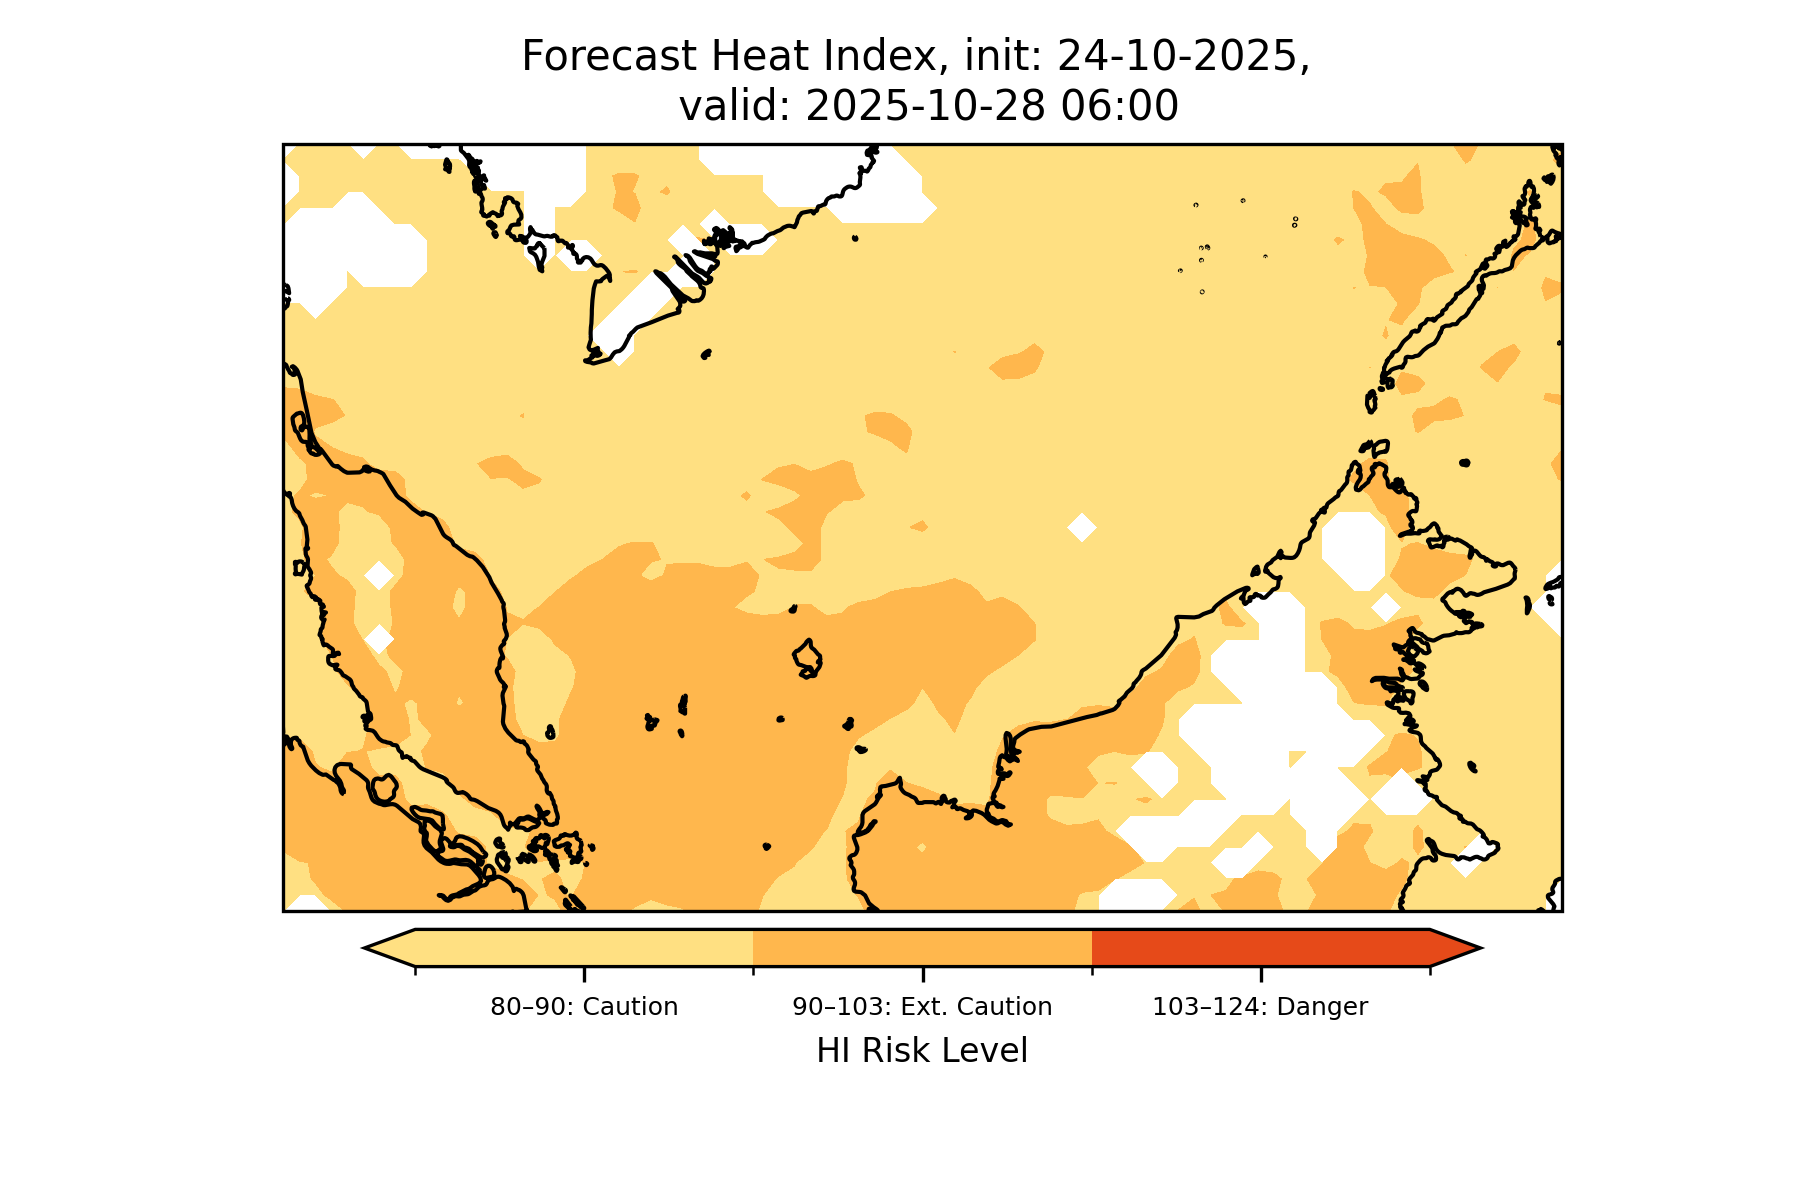 Forecast Heat Index, init: 24-10-2025,
valid: 2025-10-28 06:00
80–90: Caution
90–103: Ext. Caution
103–124: Danger
HI Risk Level